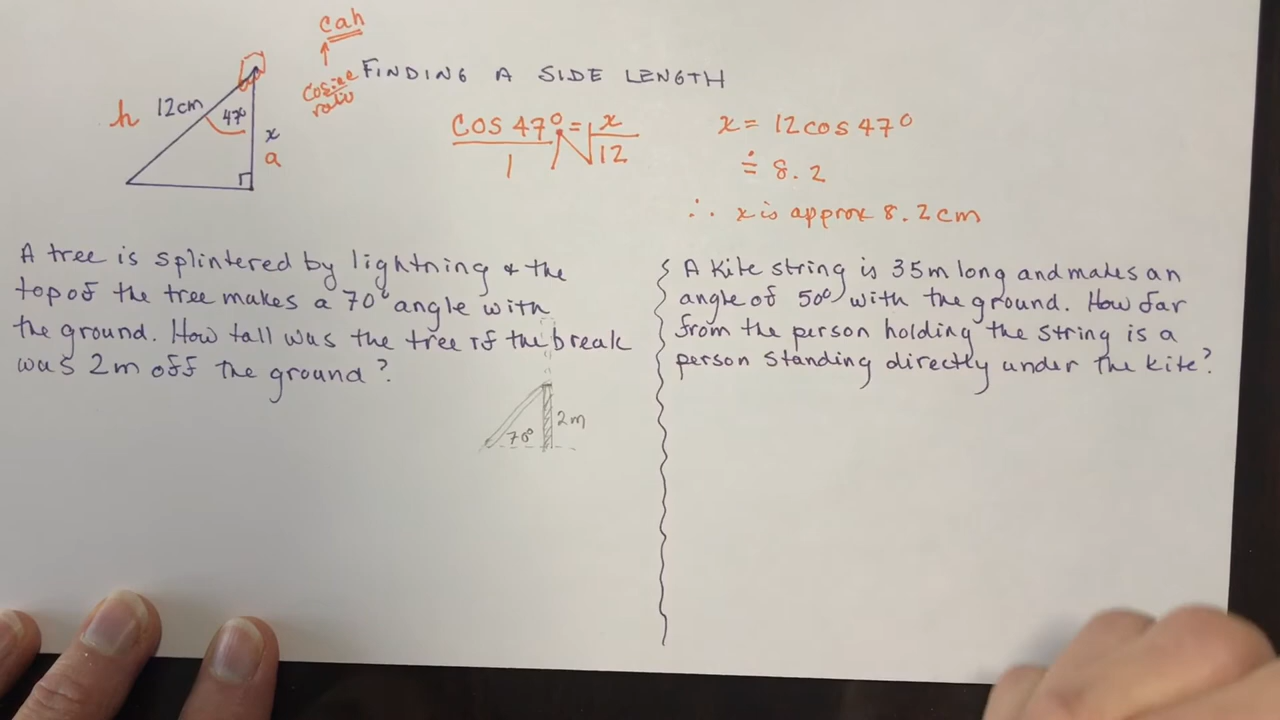 cah
cosine
ratio
FINDING A SIDE LENGTH
h
12cm
47°
x
a
cos 47° = x
1
12
x = 12 cos 47°
≐ 8.2
∴ x is approx 8.2 cm
A tree is splintered by lightning & the
top of the tree makes a 70° angle with
the ground. How tall was the tree if the break
was 2m off the ground?
70°
2m
A kite string is 35m long and makes an
angle of 50° with the ground. How far
from the person holding the string is a
person standing directly under the kite?